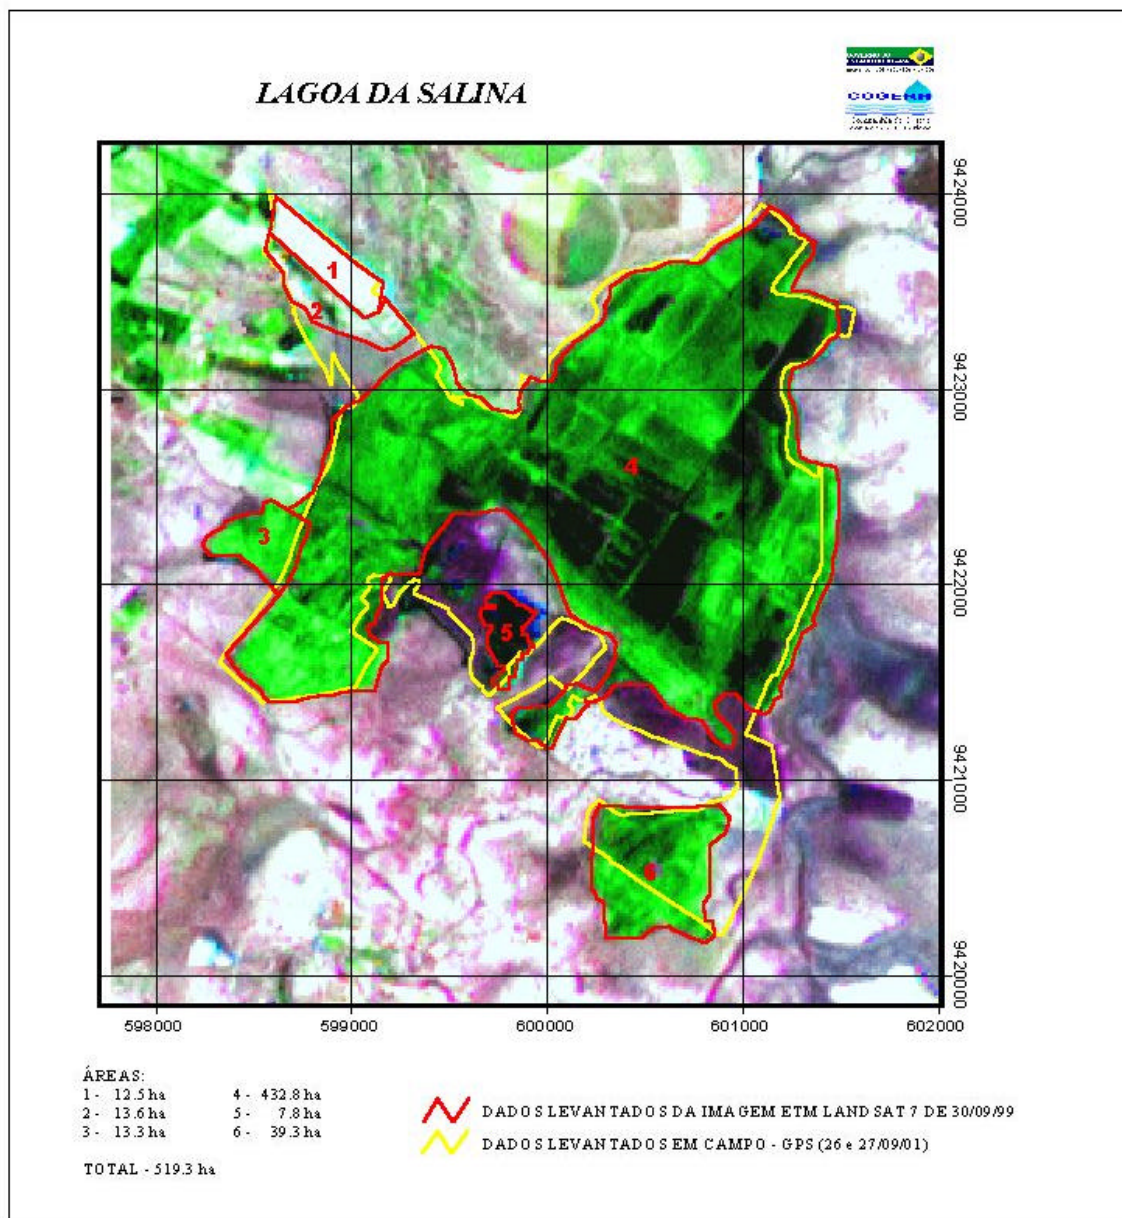 LAGOA DA SALINA
GOVERNO DO
COGERH
9424000
1
2
9423000
4
3
9422000
5
9421000
6
9420000
598000 599000 600000 601000 602000
ÁREAS:
1 - 12.5 ha 4 - 432.8 ha
2 - 13.6 ha 5 - 7.8 ha
3 - 13.3 ha 6 - 39.3 ha
TOTAL - 519.3 ha
DADOS LEVANTADOS DA IMAGEM ETM LANDSAT 7 DE 30/09/99
DADOS LEVANTADOS EM CAMPO - GPS (26 e 27/09/01)